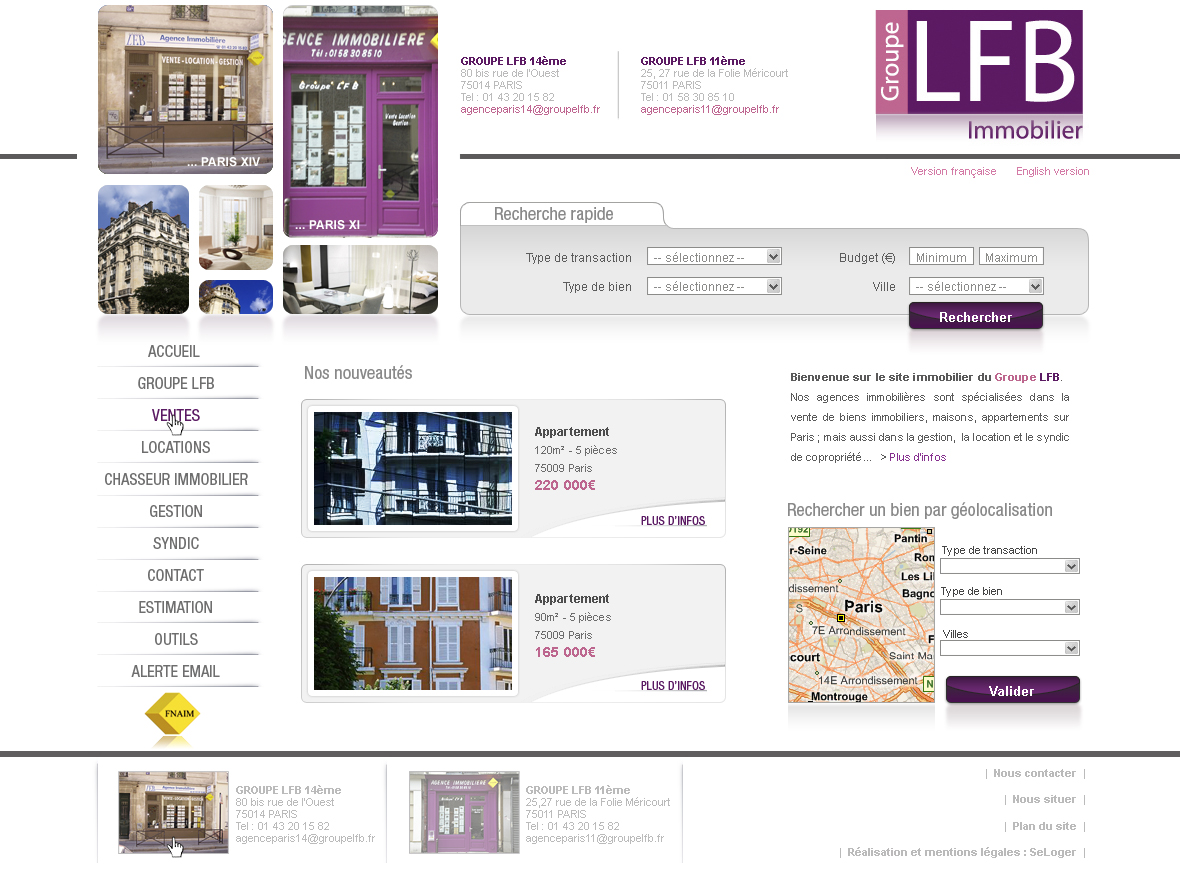 LFB Agence Immobilière
VENTE-LOCATION-GESTION
... PARIS XIV
GENCE IMMOBILIERE
Tél : 01 58 30 85 10
Groupe LFB
Vente Location
Gestion
... PARIS XI
GROUPE LFB 14ème
80 bis rue de l'Ouest
75014 PARIS
Tel : 01 43 20 15 82
agenceparis14@groupelfb.fr
GROUPE LFB 11ème
25, 27 rue de la Folie Méricourt
75011 PARIS
Tel : 01 58 30 85 10
agenceparis11@groupelfb.fr
Groupe
LFB
Immobilier
Version française English version
Recherche rapide
Type de transaction -- sélectionnez -- Budget (€) Minimum Maximum
Type de bien -- sélectionnez -- Ville -- sélectionnez --
Rechercher
ACCUEIL
GROUPE LFB
VENTES
LOCATIONS
CHASSEUR IMMOBILIER
GESTION
SYNDIC
CONTACT
ESTIMATION
OUTILS
ALERTE EMAIL
FNAIM
Nos nouveautés
Appartement
120m² - 5 pièces
75009 Paris
220 000€
PLUS D'INFOS
Appartement
90m² - 5 pièces
75009 Paris
165 000€
PLUS D'INFOS
Bienvenue sur le site immobilier du Groupe LFB.
Nos agences immobilières sont spécialisées dans la
vente de biens immobiliers, maisons, appartements sur
Paris ; mais aussi dans la gestion, la location et le syndic
de copropriété... > Plus d'infos
Rechercher un bien par géolocalisation
Pantin
r-Seine
Rom
Les Li
dissement
Bagno
S
Paris
7E Arrondissement
F
court
Saint Ma
14E Arrondissement
N
Montrouge
Type de transaction
Type de bien
Villes
Valider
GROUPE LFB 14ème
80 bis rue de l'Ouest
75014 PARIS
Tel : 01 43 20 15 82
agenceparis14@groupelfb.fr
AGENCE IMMOBILIERE
GROUPE LFB 11ème
25,27 rue de la Folie Méricourt
75011 PARIS
Tel : 01 43 20 15 82
agenceparis11@groupelfb.fr
| Nous contacter |
| Nous situer |
| Plan du site |
| Réalisation et mentions légales : SeLoger |